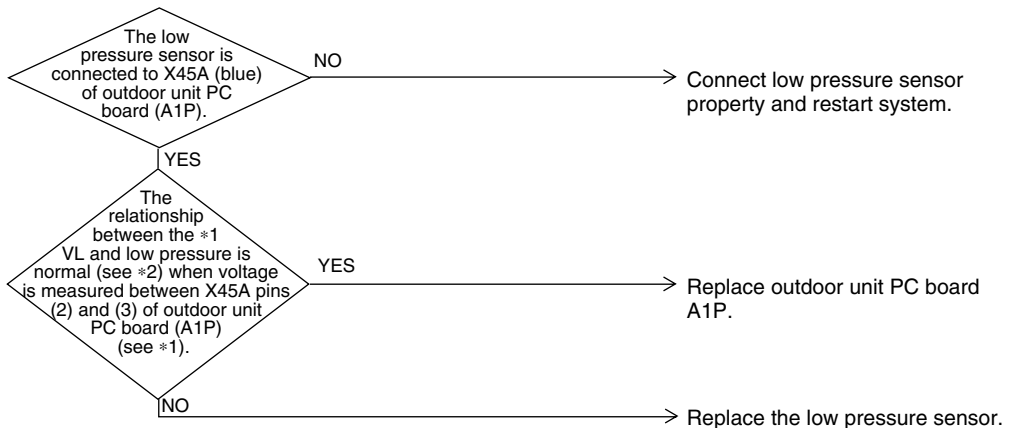 The low
pressure sensor is
connected to X45A (blue)
of outdoor unit PC
board (A1P).
NO
Connect low pressure sensor
property and restart system.
YES
The
relationship
between the *1
VL and low pressure is
normal (see *2) when voltage
is measured between X45A pins
(2) and (3) of outdoor unit
PC board (A1P)
(see *1).
YES
Replace outdoor unit PC board
A1P.
NO
Replace the low pressure sensor.